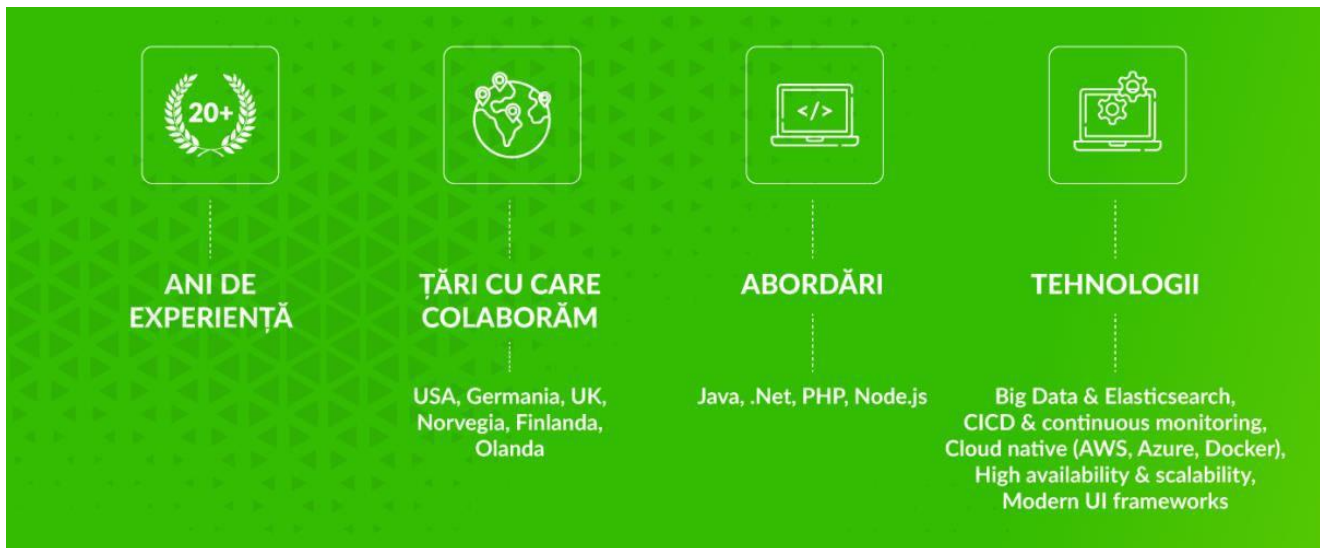 20+
ANI DE
EXPERIENȚĂ
ȚĂRI CU CARE
COLABORĂM
USA, Germania, UK,
Norvegia, Finlanda,
Olanda
</>
ABORDĂRI
Java, .Net, PHP, Node.js
TEHNOLOGII
Big Data & Elasticsearch,
CICD & continuous monitoring,
Cloud native (AWS, Azure, Docker),
High availability & scalability,
Modern UI frameworks